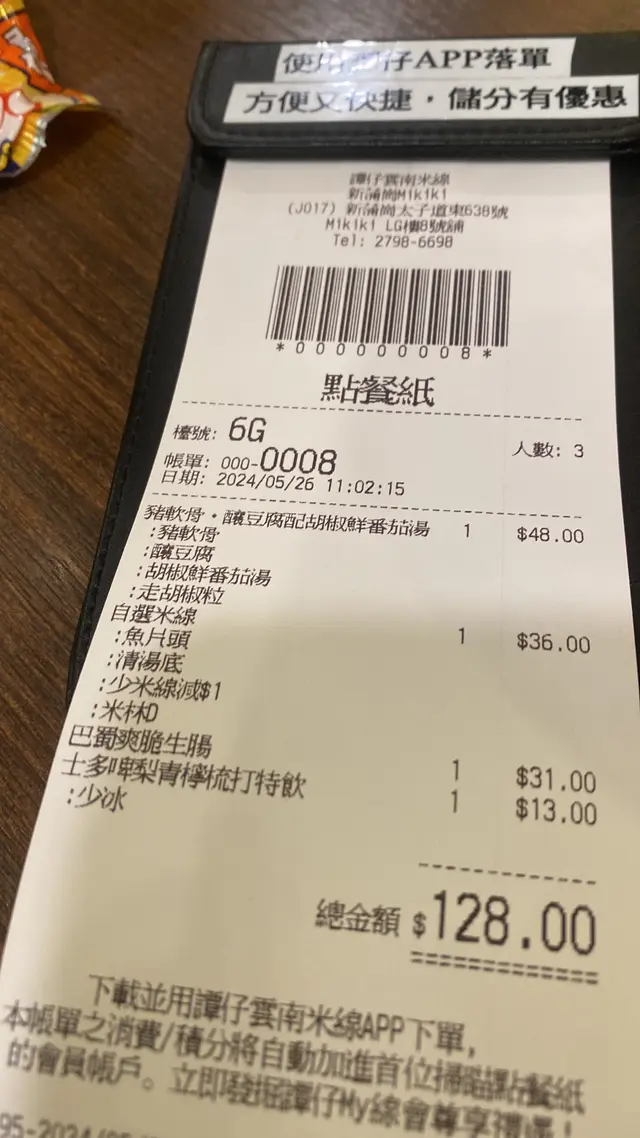 使用譚仔APP落單
方便又快捷，儲分有優惠
譚仔雲南米線
新蒲崗Mikiki
(J017) 新蒲崗太子道東638號
Mikiki LG樓8號舖
Tel: 2798-6698
*000000008*
點餐紙
檯號: 6G
人數: 3
帳單: 000-0008
日期: 2024/05/26 11:02:15
豬軟骨・釀豆腐配胡椒鮮番茄湯 1 $48.00
:豬軟骨
:釀豆腐
:胡椒鮮番茄湯
:走胡椒粒
自選米線 1 $36.00
:魚片頭
:清湯底
:少米線減$1
:米林D
巴蜀爽脆生腸 1 $31.00
士多啤梨青檸梳打特飲 1 $13.00
:少冰
總金額 $128.00
下載並用譚仔雲南米線APP下單，
本帳單之消費/積分將自動加進首位掃瞄點餐紙
的會員帳戶。立即發掘譚仔My線會尊享禮遇！